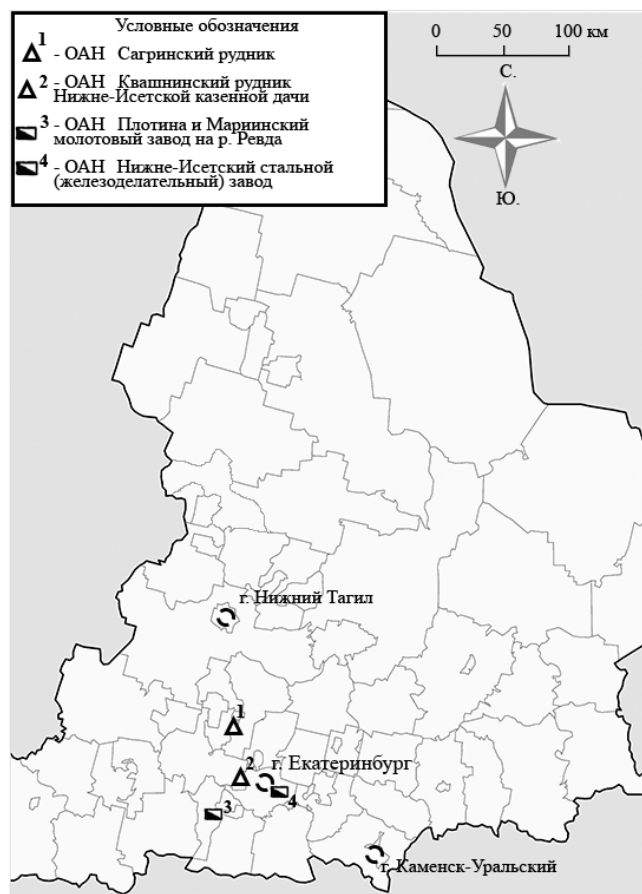 Условные обозначения
1 - ОАН Сагринский рудник
2 - ОАН Квашнинский рудник
Нижне-Исетской казенной дачи
3 - ОАН Плотина и Мариинский
молотовый завод на р. Ревда
4 - ОАН Нижне-Исетский стальной
(железоделательный) завод
0 50 100 км
С.
Ю.
г. Нижний Тагил
1
2
г. Екатеринбург
3
4
г. Каменск-Уральский